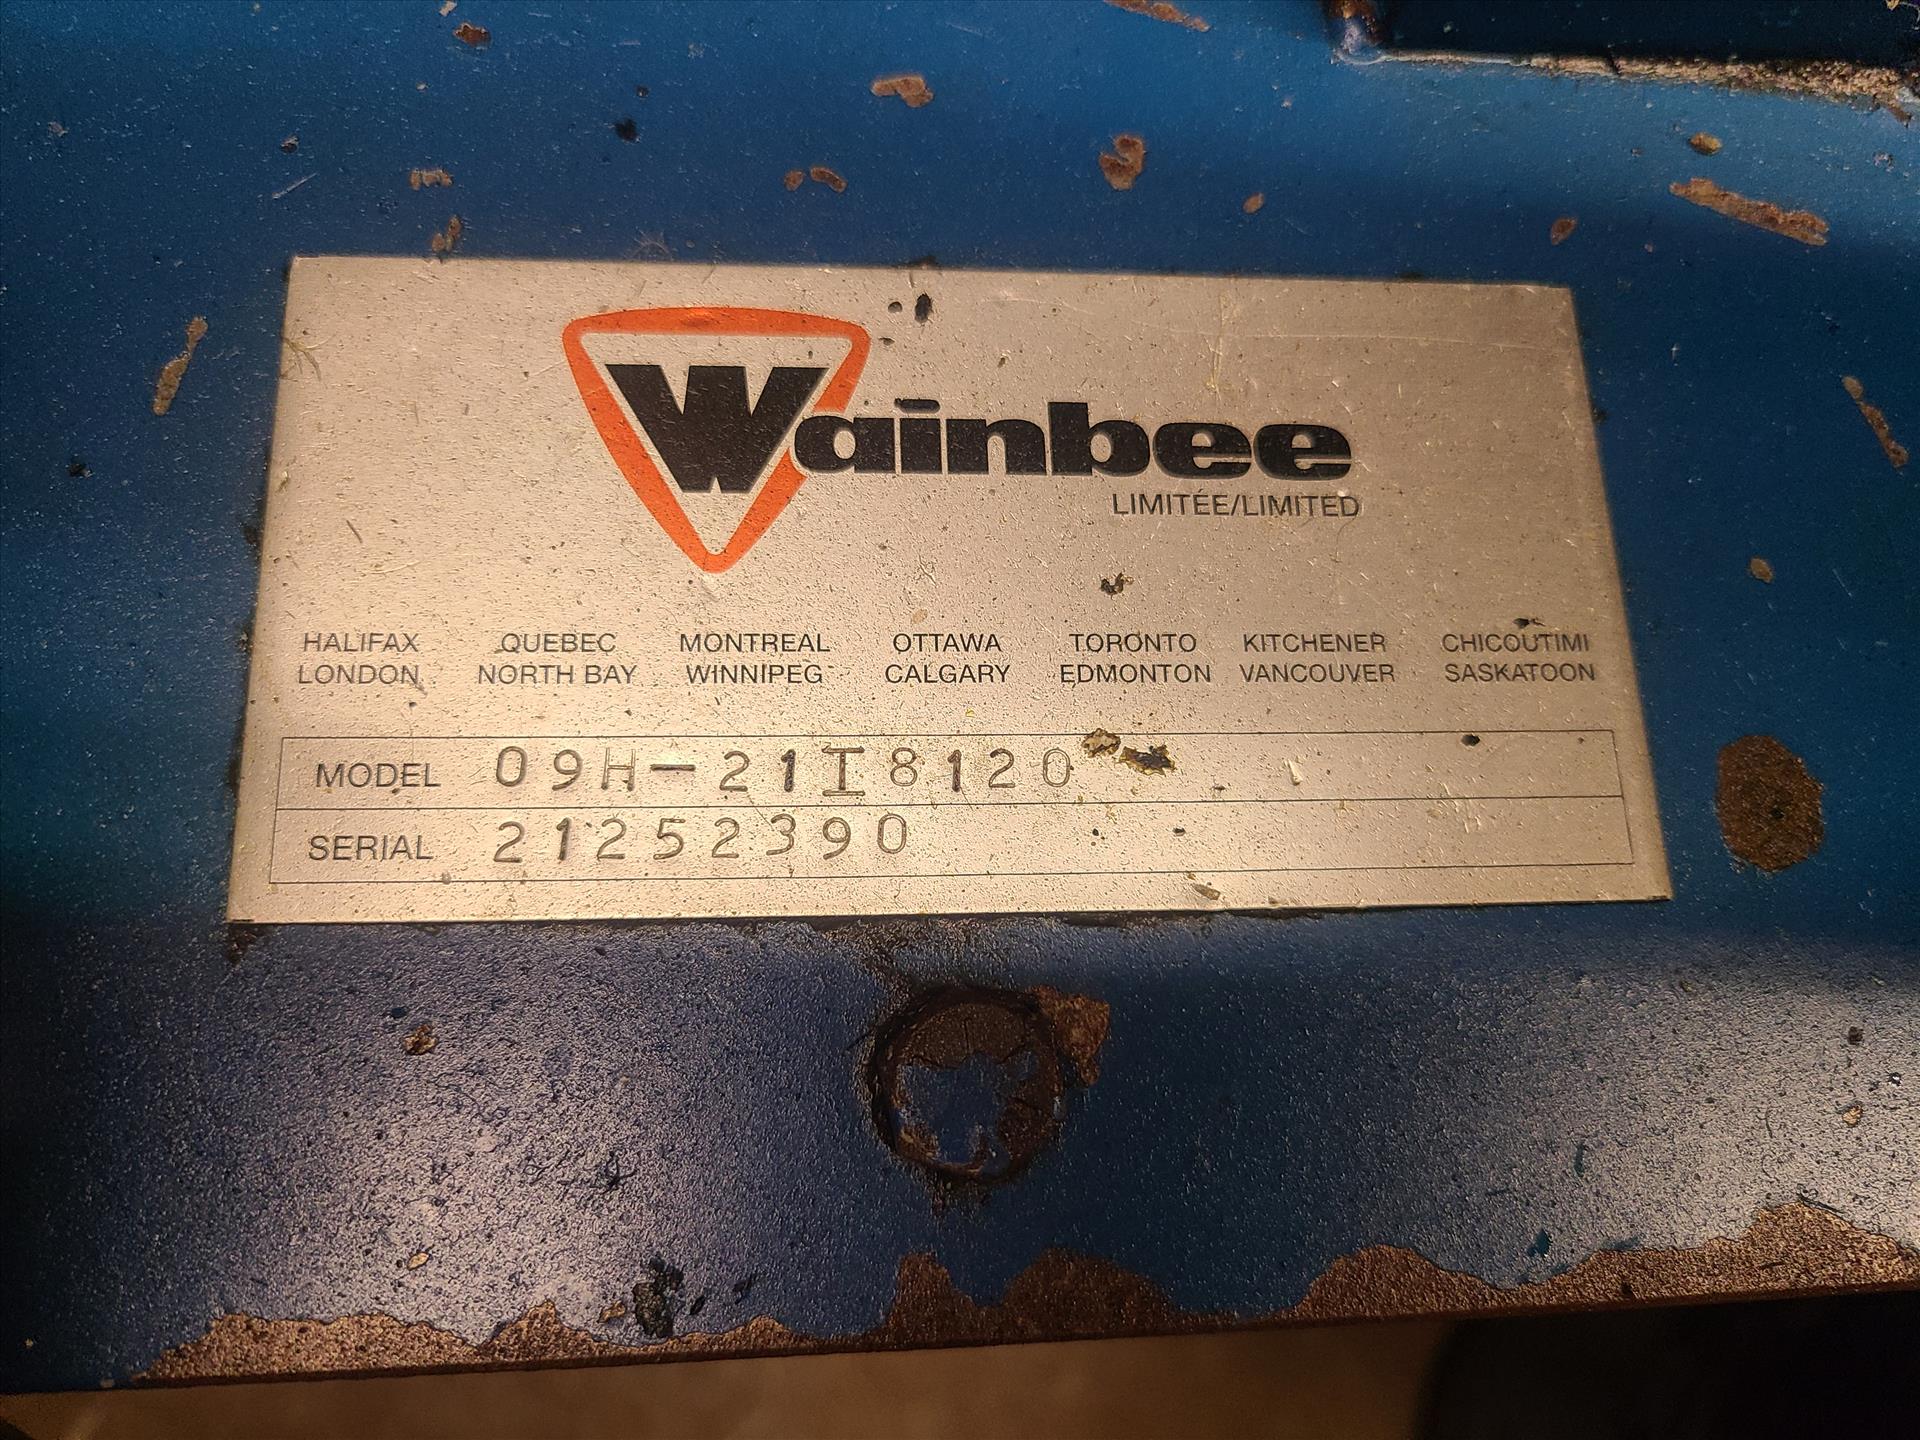 Wainbee
LIMITÉE/LIMITED
HALIFAX QUEBEC MONTREAL OTTAWA TORONTO KITCHENER CHICOUTIMI
LONDON NORTH BAY WINNIPEG CALGARY EDMONTON VANCOUVER SASKATOON
MODEL 09H-21I8120
SERIAL 21252390